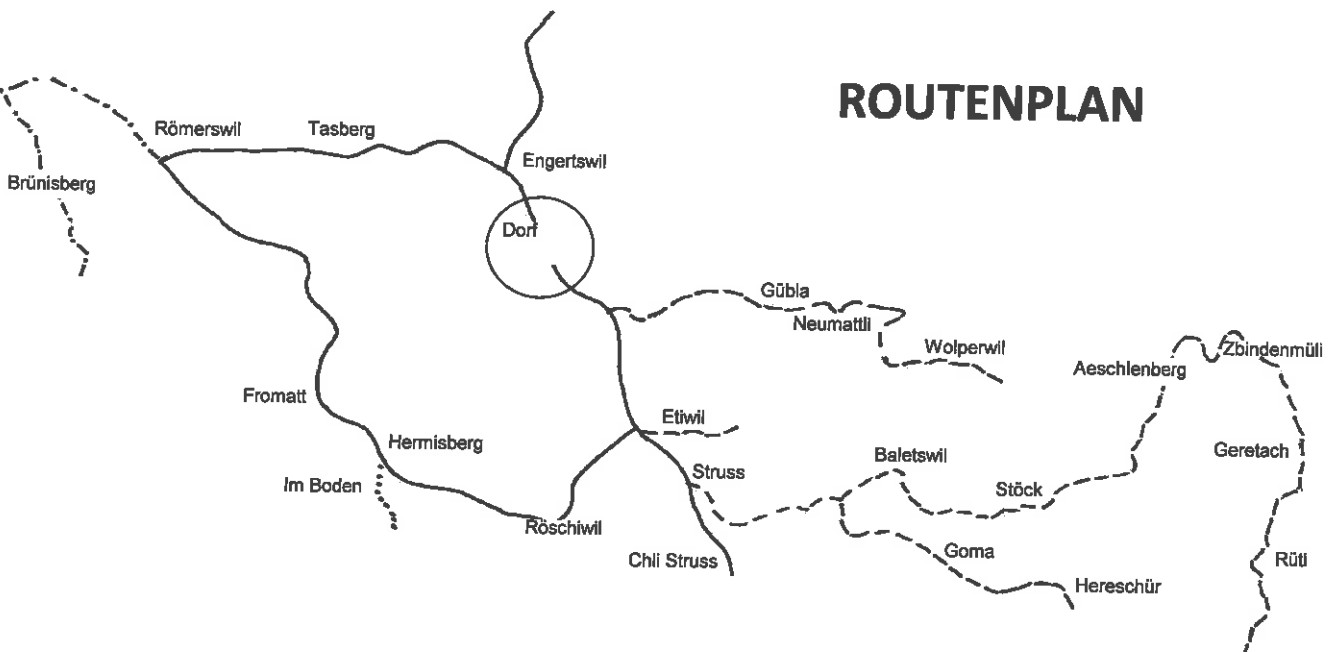 ROUTENPLAN
Römerswil
Tasberg
Engertswil
Brünisberg
Dorf
Gübla
Neumattli
Wolperwil
Zbindenmüli
Aeschlenberg
Fromatt
Etiwil
Hermisberg
Geretach
Baletswil
Struss
Im Boden
Stöck
Röschiwil
Goma
Chli Struss
Rüti
Hereschür